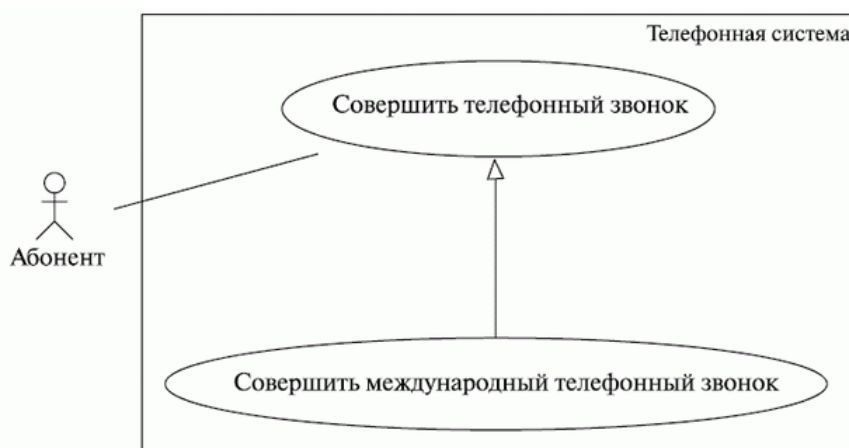 Телефонная система
Совершить телефонный звонок
Абонент
Совершить международный телефонный звонок